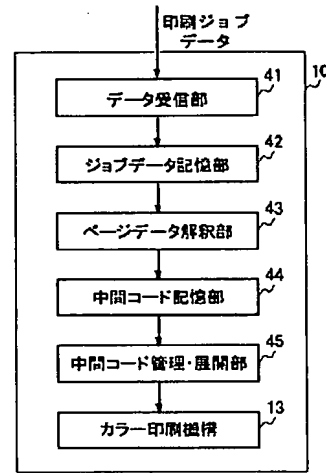 印刷ジョブ
データ
10
41
データ受信部
42
ジョブデータ記憶部
43
ページデータ解釈部
44
中間コード記憶部
45
中間コード管理・展開部
13
カラー印刷機構